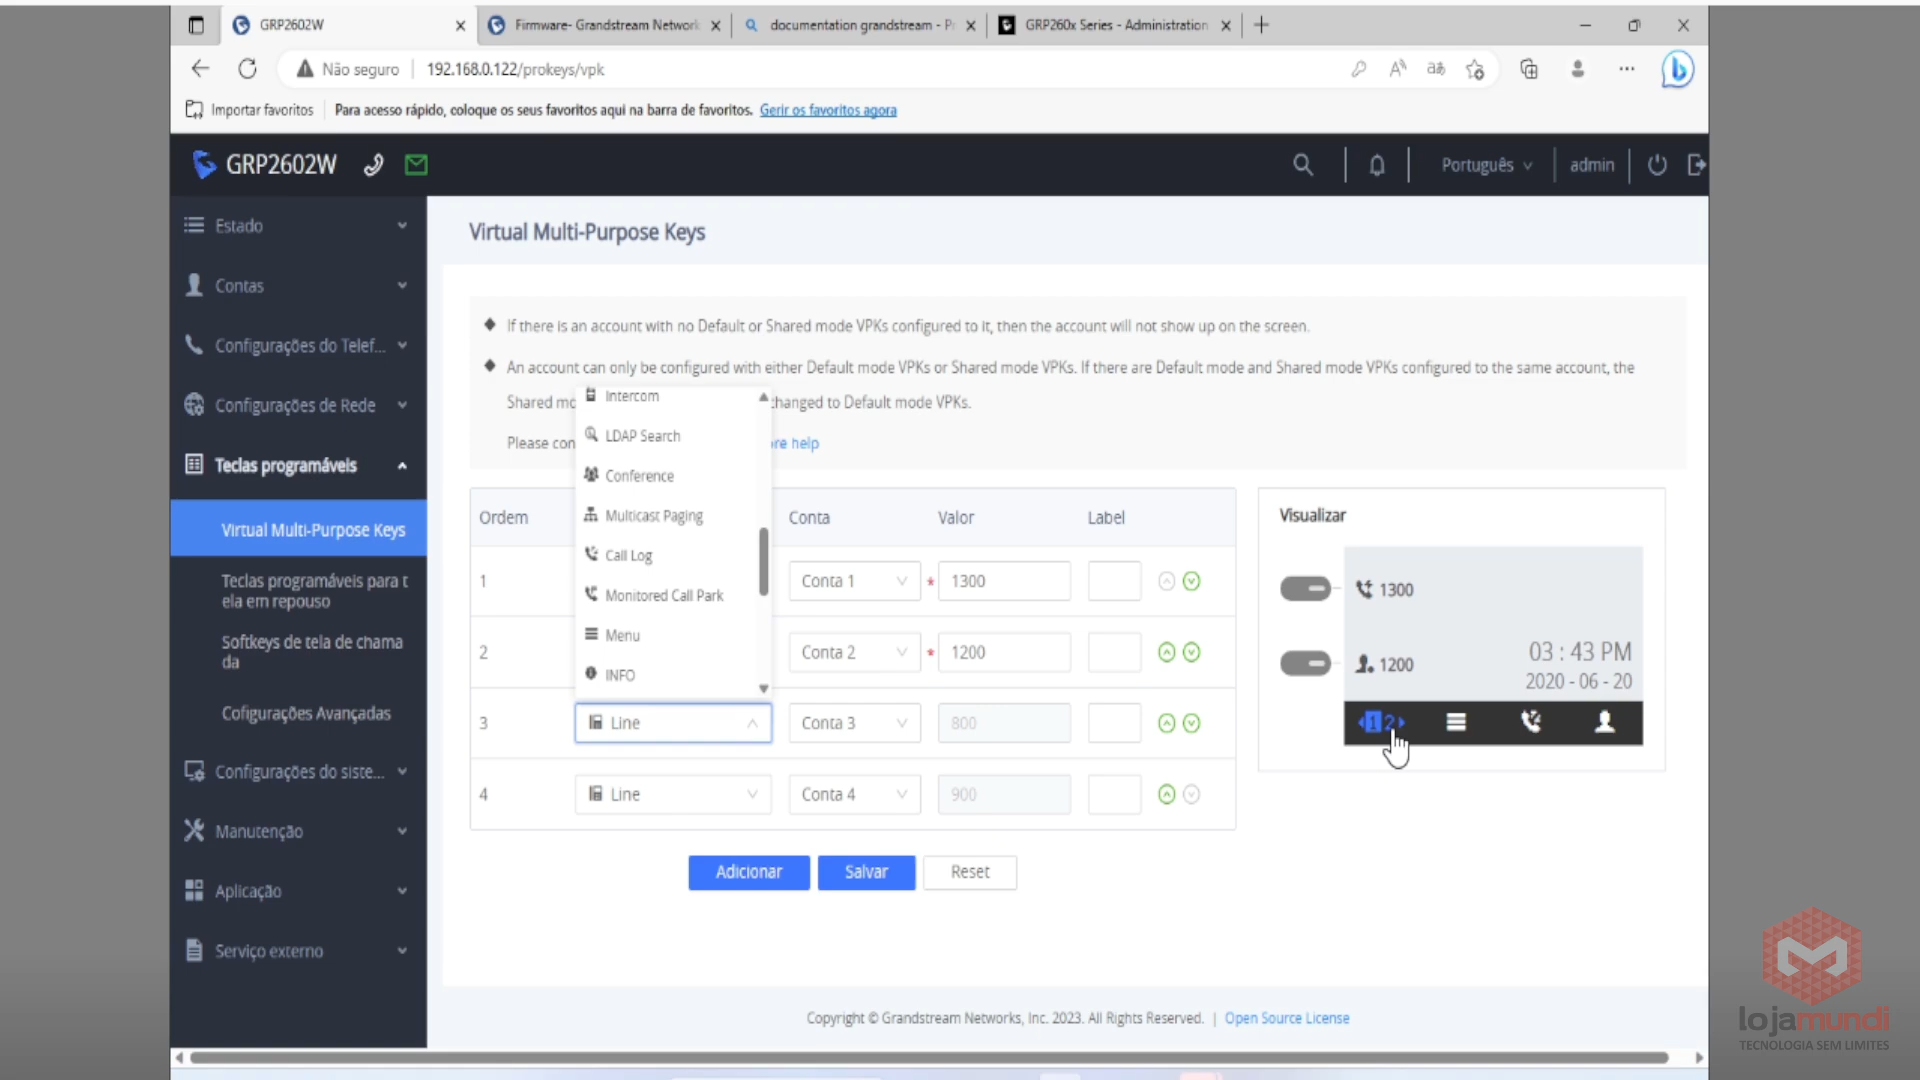 GRP2602W
Firmware- Grandstream Network
documentation grandstream - P
GRP260x Series - Administration
Não seguro
192.168.0.122/prokeys/vpk
Importar favoritos
Para acesso rápido, coloque os seus favoritos aqui na barra de favoritos. Gerir os favoritos agora
GRP2602W
Português
admin
Estado
Contas
Configurações do Telef...
Configurações de Rede
Teclas programáveis
Virtual Multi-Purpose Keys
Teclas programáveis para t
ela em repouso
Softkeys de tela de chama
da
Cofigurações Avançadas
Configurações do siste...
Manutenção
Aplicação
Serviço externo
Virtual Multi-Purpose Keys
If there is an account with no Default or Shared mode VPKs configured to it, then the account will not show up on the screen.
An account can only be configured with either Default mode VPKs or Shared mode VPKs. If there are Default mode and Shared mode VPKs configured to the same account, the
Shared mo changed to Default mode VPKs.
Please con re help
Intercom
LDAP Search
Conference
Multicast Paging
Call Log
Monitored Call Park
Menu
INFO
Ordem Conta Valor Label
1 Conta 1 * 1300
2 Conta 2 * 1200
3 Line Conta 3 800
4 Line Conta 4 900
Adicionar Salvar Reset
Visualizar
1300
03 : 43 PM
1200
2020 - 06 - 20
1 2
Copyright © Grandstream Networks, Inc. 2023. All Rights Reserved. | Open Source License
lojamundi
TECNOLOGIA SEM LIMITES